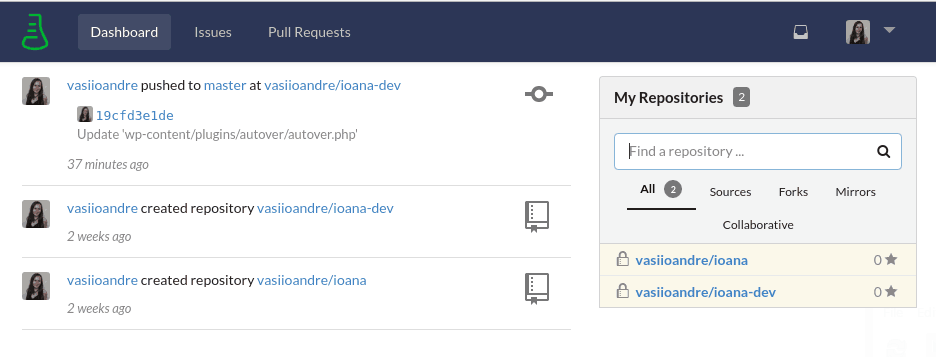 Dashboard Issues Pull Requests
vasiioandre pushed to master at vasiioandre/ioana-dev
19cfd3e1de
Update 'wp-content/plugins/autover/autover.php'
37 minutes ago
vasiioandre created repository vasiioandre/ioana-dev
2 weeks ago
vasiioandre created repository vasiioandre/ioana
2 weeks ago
My Repositories 2
Find a repository ...
All 2 Sources Forks Mirrors
Collaborative
vasiioandre/ioana 0
vasiioandre/ioana-dev 0